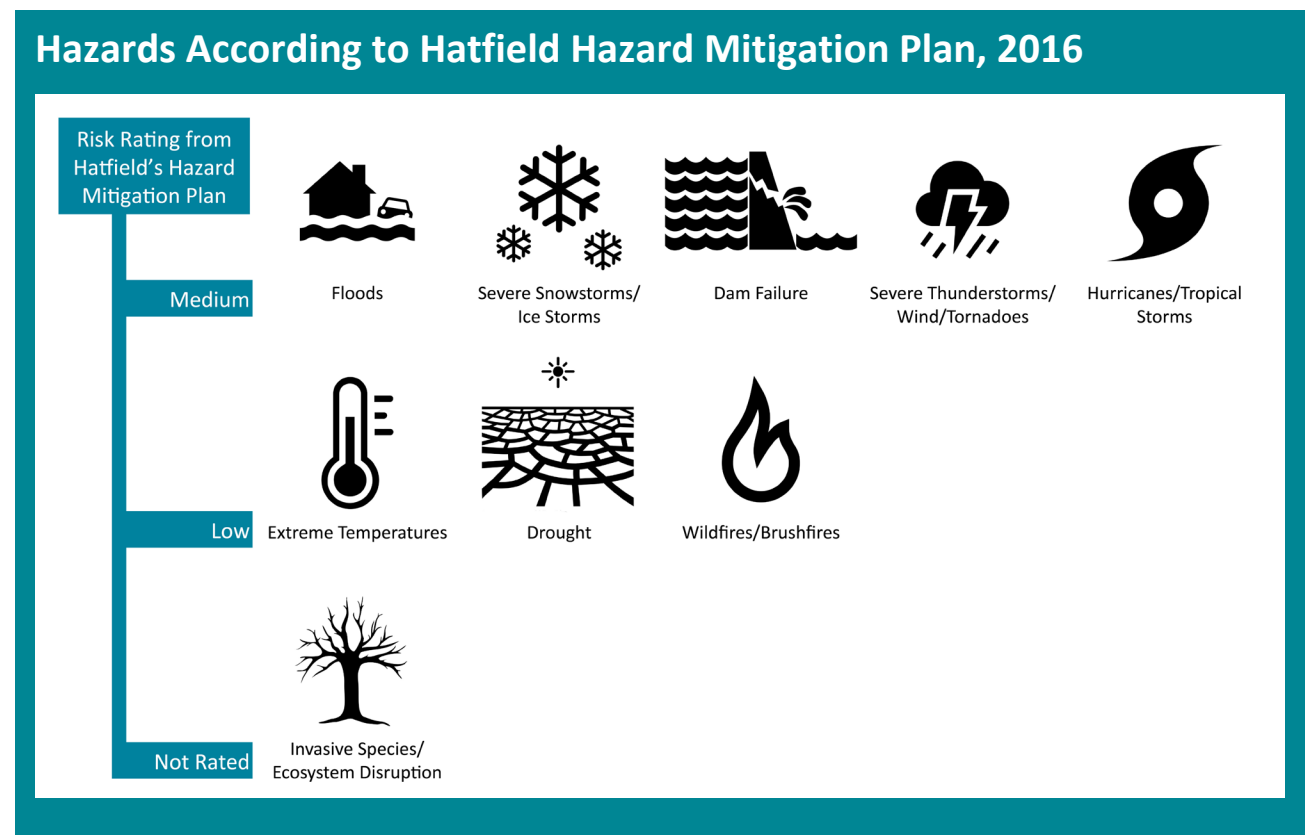 Hazards According to Hatfield Hazard Mitigation Plan, 2016
Risk Rating from
Hatfield's Hazard
Mitigation Plan
Medium
Floods
Severe Snowstorms/
Ice Storms
Dam Failure
Severe Thunderstorms/
Wind/Tornadoes
Hurricanes/Tropical
Storms
Low
Extreme Temperatures
Drought
Wildfires/Brushfires
Not Rated
Invasive Species/
Ecosystem Disruption